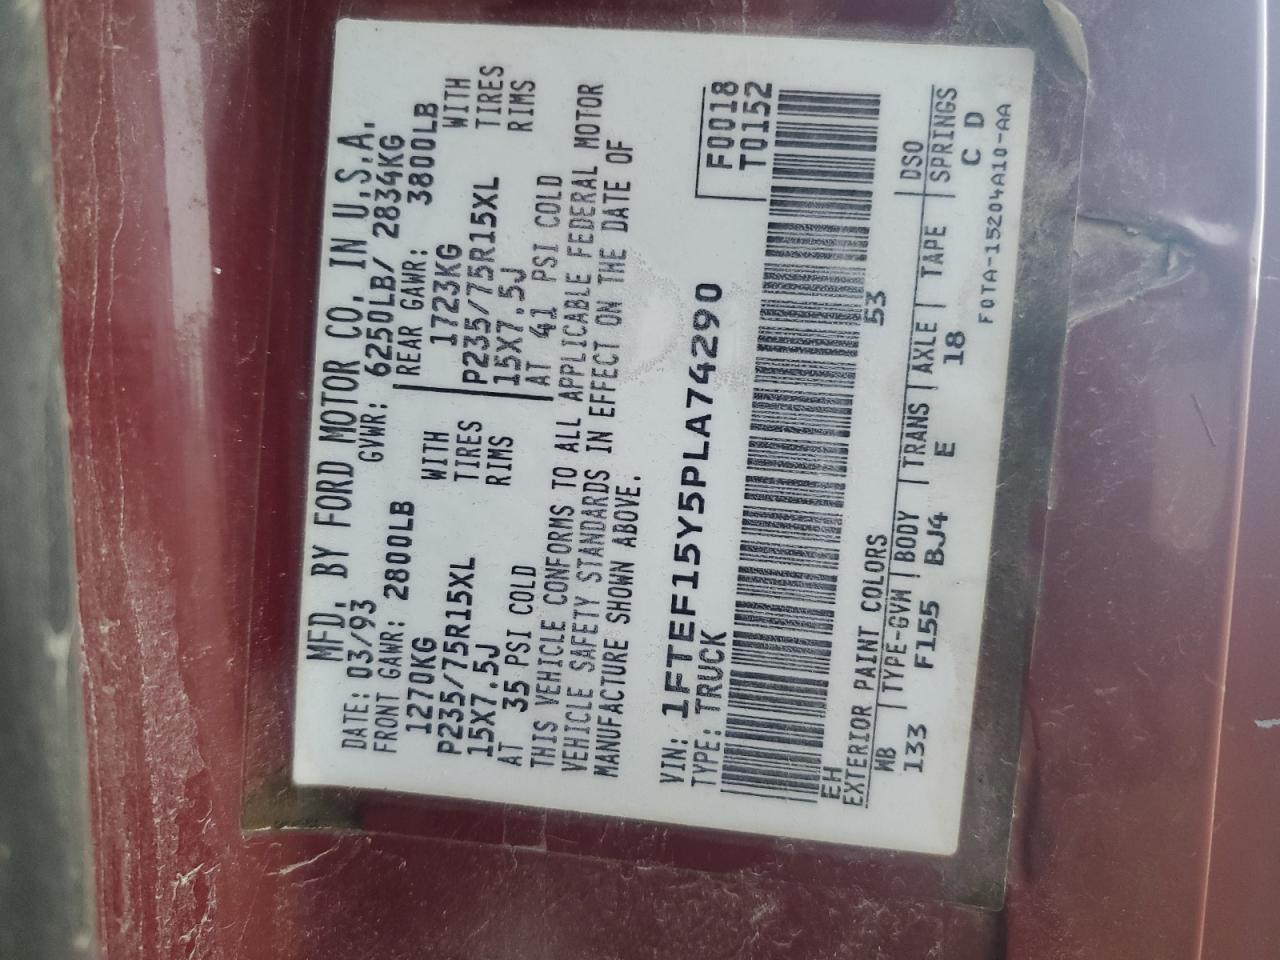 MFD. BY FORD MOTOR CO. IN U.S.A.
DATE: 03/93 GVWR: 6250LB/ 2834KG
FRONT GAWR: 2800LB REAR GAWR: 3800LB
1270KG WITH 1723KG WITH
P235/75R15XL TIRES P235/75R15XL TIRES
15X7.5J RIMS 15X7.5J RIMS
AT 35 PSI COLD AT 41 PSI COLD
THIS VEHICLE CONFORMS TO ALL APPLICABLE FEDERAL MOTOR
VEHICLE SAFETY STANDARDS IN EFFECT ON THE DATE OF
MANUFACTURE SHOWN ABOVE.
VIN: 1FTEF15Y5PLA74290 F0018
TYPE: TRUCK T0152
EH 53
EXTERIOR PAINT COLORS DSO
WB | TYPE-GVM | BODY | TRANS | AXLE | TAPE | SPRINGS
133 F155 BJ4 E 18 C D
F0TA-15204A10-AA